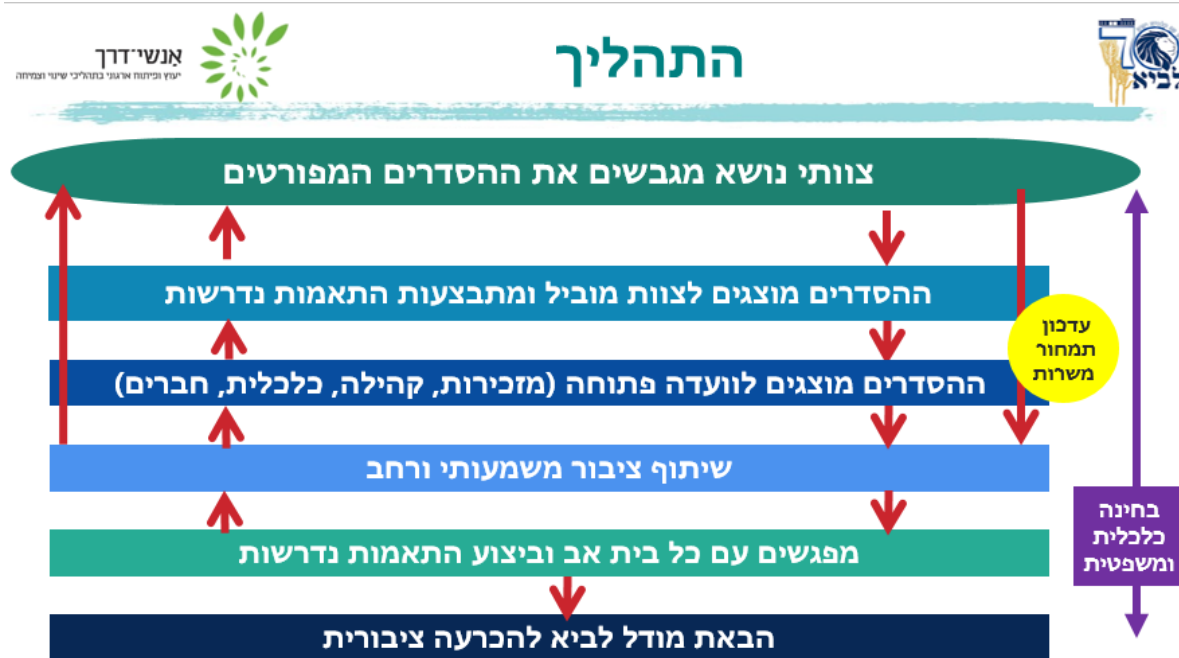 התהליך
אַנשי־דרך
יעוץ ופיתוח ארגוני בתהליכי שינוי וצמיחה
לביא
צוותי נושא מגבשים את ההסדרים המפורטים
ההסדרים מוצגים לצוות מוביל ומתבצעות התאמות נדרשות
עדכון
תמחור
משרות
ההסדרים מוצגים לוועדה פתוחה (מזכירות, קהילה, כלכלית, חברים)
שיתוף ציבור משמעותי ורחב
בחינה
כלכלית
ומשפטית
מפגשים עם כל בית אב וביצוע התאמות נדרשות
הבאת מודל לביא להכרעה ציבורית